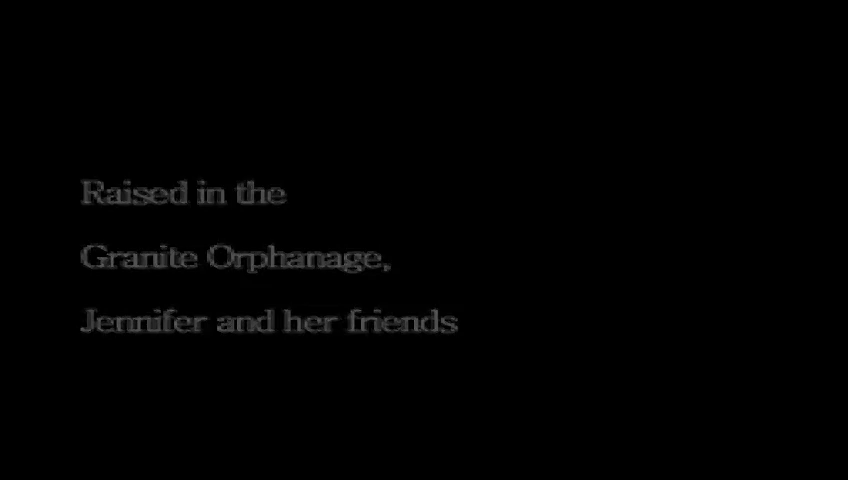 Raised in the
Granite Orphanage,
Jennifer and her friends